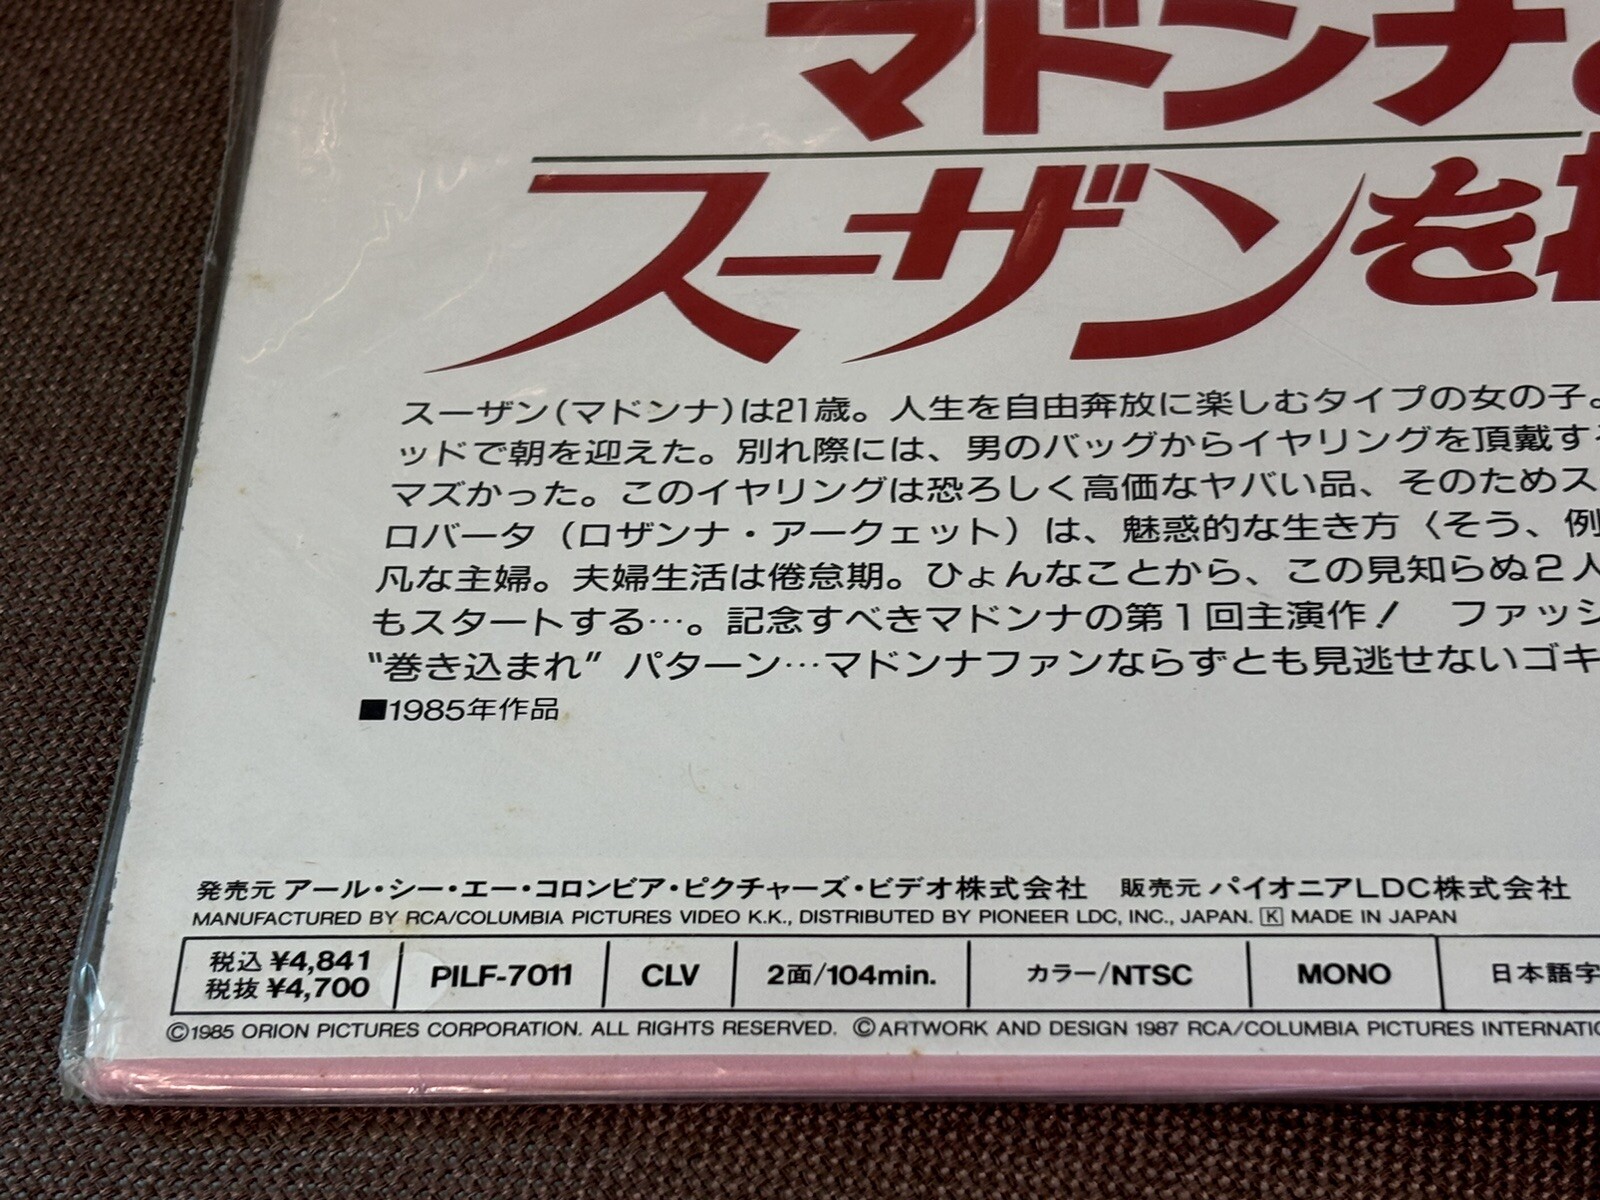 マドンナの
スーザンを
スーザン(マドンナ)は21歳。人生を自由奔放に楽しむタイプの女の子。
ッドで朝を迎えた。別れ際には、男のバッグからイヤリングを頂戴す
マズかった。このイヤリングは恐ろしく高価なヤバい品、そのためス
ロバータ(ロザンナ・アークェット)は、魅惑的な生き方〈そう、例
凡な主婦。夫婦生活は倦怠期。ひょんなことから、この見知らぬ2人
もスタートする…。記念すべきマドンナの第1回主演作! ファッシ
“巻き込まれ” パターン…マドンナファンならずとも見逃せないゴキ
■1985年作品
発売元 アール・シー・エー・コロンビア・ピクチャーズ・ビデオ株式会社 販売元 パイオニアLDC株式会社
MANUFACTURED BY RCA/COLUMBIA PICTURES VIDEO K.K., DISTRIBUTED BY PIONEER LDC, INC., JAPAN. K MADE IN JAPAN
税込 ¥4,841
税抜 ¥4,700
PILF-7011
CLV
2面/104min.
カラー/NTSC
MONO
日本語字
©1985 ORION PICTURES CORPORATION. ALL RIGHTS RESERVED. ©ARTWORK AND DESIGN 1987 RCA/COLUMBIA PICTURES INTERNATIO